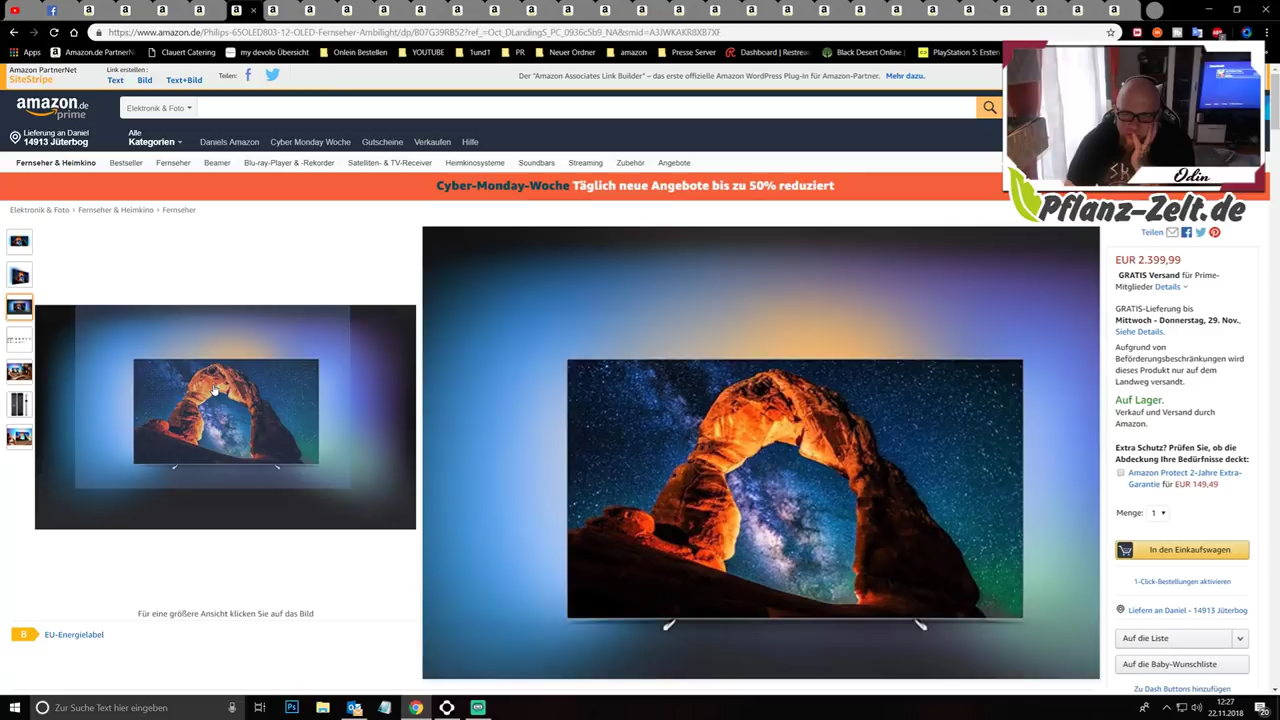 https://www.amazon.de/Philips-65OLED803-12-OLED-Fernseher-Ambilight/dp/B07G39RBS2?ref_=Oct_DLandingS_PC_0936c5b9_NA&smid=A3JWKAKR8XB7XF
Apps
Amazon.de PartnerN
Clauert Catering
my devolo Übersicht
Onlein Bestellen
YOUTUBE
1und1
PR
Neuer Ordner
amazon
Presse Server
Dashboard | Restrea
Black Desert Online
PlayStation 5: Ersten
Amazon PartnerNet
SiteStripe
Link erstellen:
Text Bild Text+Bild
Teilen:
Der "Amazon Associates Link Builder" – das erste offizielle Amazon WordPress Plug-in für Amazon-Partner. Mehr dazu.
amazon.de
prime
Elektronik & Foto
Lieferung an Daniel
14913 Jüterbog
Alle
Kategorien
Daniels Amazon
Cyber Monday Woche
Gutscheine
Verkaufen
Hilfe
Fernseher & Heimkino
Bestseller
Fernseher
Beamer
Blu-ray-Player & -Rekorder
Satelliten- & TV-Receiver
Heimkinosysteme
Soundbars
Streaming
Zubehör
Angebote
Odin
Pflanz-Zelt.de
Cyber-Monday-Woche Täglich neue Angebote bis zu 50% reduziert
Elektronik & Foto › Fernseher & Heimkino › Fernseher
Teilen
EUR 2.399,99
GRATIS Versand für Prime-
Mitglieder Details
GRATIS-Lieferung bis
Mittwoch - Donnerstag, 29. Nov.,
Siehe Details.
Aufgrund von
Beförderungsbeschränkungen wird
dieses Produkt nur auf dem
Landweg versandt.
Auf Lager.
Verkauf und Versand durch
Amazon.
Extra Schutz? Prüfen Sie, ob die
Abdeckung Ihre Bedürfnisse deckt:
Amazon Protect 2-Jahre Extra-
Garantie für EUR 149,49
Menge: 1
In den Einkaufswagen
1-Click-Bestellungen aktivieren
Liefern an Daniel - 14913 Jüterbog
Auf die Liste
Auf die Baby-Wunschliste
Zu Dash Buttons hinzufügen
Für eine größere Ansicht klicken Sie auf das Bild
B EU-Energielabel
Zur Suche Text hier eingeben
12:27
22.11.2018
20